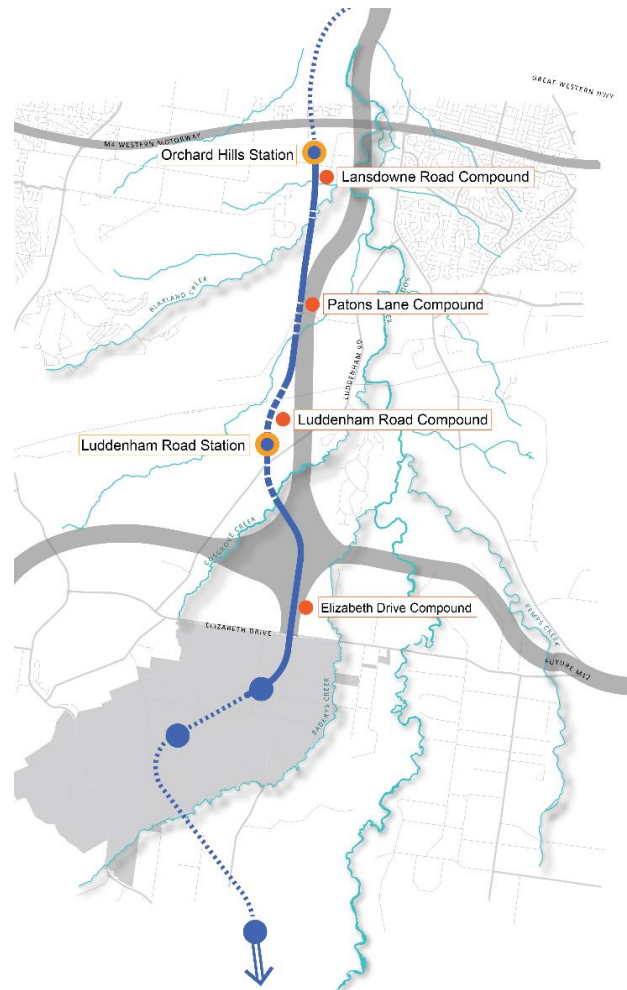 GREAT WESTERN HWY
M4 WESTERN MOTORWAY
Orchard Hills Station
Lansdowne Road Compound
BLAXLAND CREEK
Patons Lane Compound
LUDDENHAM RD
Luddenham Road Compound
Luddenham Road Station
COSGROVE CREEK
Elizabeth Drive Compound
KEMPS CREEK
ELIZABETH DRIVE
FUTURE M12
BADERYS CREEK